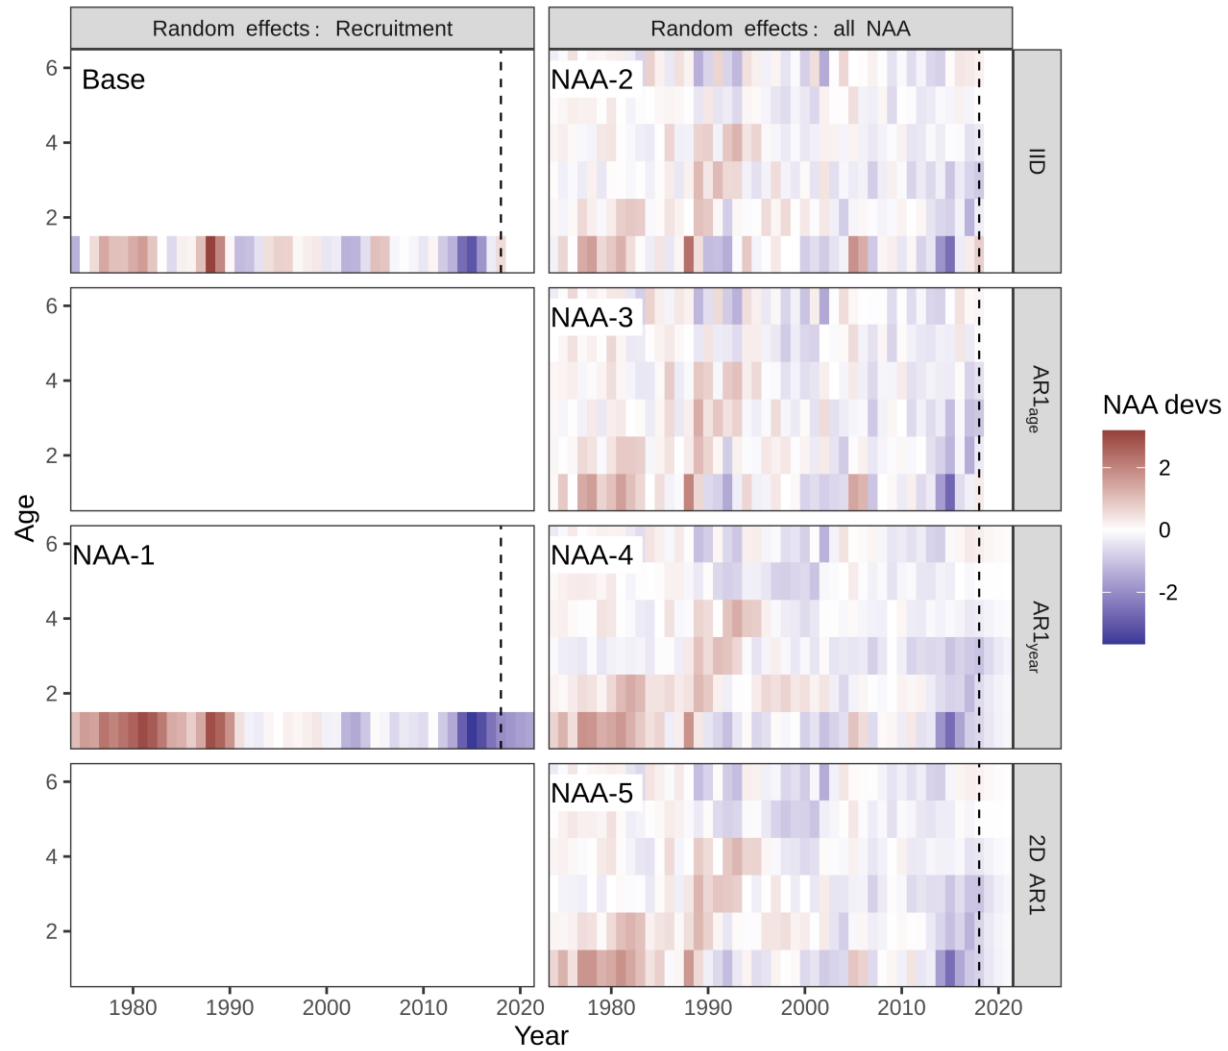 Random effects: Recruitment
Random effects: all NAA
Base
NAA-2
IID
6
4
2
NAA-3
AR1age
6
4
2
NAA-1
NAA-4
AR1year
6
4
2
NAA-5
2D AR1
6
4
2
Age
1980 1990 2000 2010 2020
1980 1990 2000 2010 2020
Year
NAA devs
2
0
-2